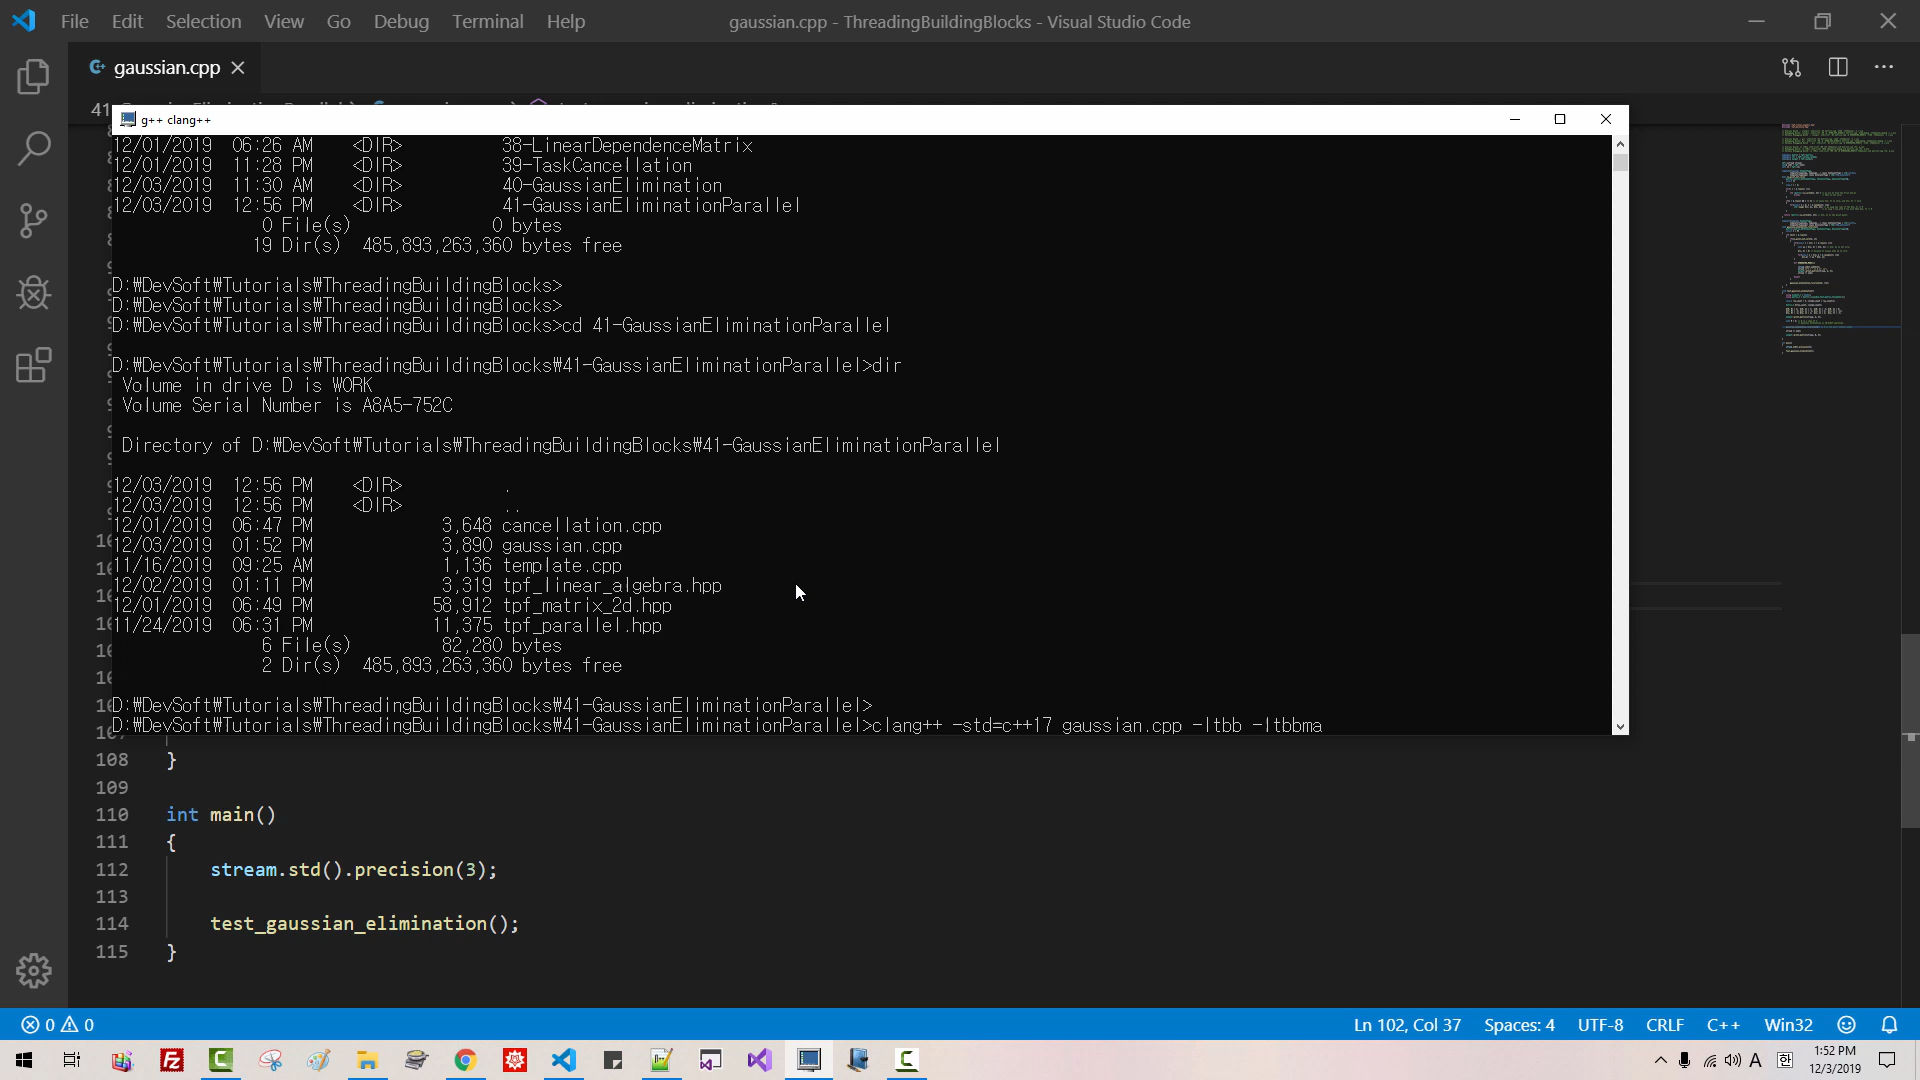 File Edit Selection View Go Debug Terminal Help
gaussian.cpp - ThreadingBuildingBlocks - Visual Studio Code
gaussian.cpp
g++ clang++
12/01/2019 06:26 AM <DIR> 38-LinearDependenceMatrix
12/01/2019 11:28 PM <DIR> 39-TaskCancellation
12/03/2019 11:30 AM <DIR> 40-GaussianElimination
12/03/2019 12:56 PM <DIR> 41-GaussianEliminationParallel
0 File(s) 0 bytes
19 Dir(s) 485,893,263,360 bytes free
D:₩DevSoft₩Tutorials₩ThreadingBuildingBlocks>
D:₩DevSoft₩Tutorials₩ThreadingBuildingBlocks>
D:₩DevSoft₩Tutorials₩ThreadingBuildingBlocks>cd 41-GaussianEliminationParallel
D:₩DevSoft₩Tutorials₩ThreadingBuildingBlocks₩41-GaussianEliminationParallel>dir
Volume in drive D is WORK
Volume Serial Number is A8A5-752C
Directory of D:₩DevSoft₩Tutorials₩ThreadingBuildingBlocks₩41-GaussianEliminationParallel
12/03/2019 12:56 PM <DIR> .
12/03/2019 12:56 PM <DIR> ..
12/01/2019 06:47 PM 3,648 cancellation.cpp
12/03/2019 01:52 PM 3,890 gaussian.cpp
11/16/2019 09:25 AM 1,136 template.cpp
12/02/2019 01:11 PM 3,319 tpf_linear_algebra.hpp
12/01/2019 06:49 PM 58,912 tpf_matrix_2d.hpp
11/24/2019 06:31 PM 11,375 tpf_parallel.hpp
6 File(s) 82,280 bytes
2 Dir(s) 485,893,263,360 bytes free
D:₩DevSoft₩Tutorials₩ThreadingBuildingBlocks₩41-GaussianEliminationParallel>
D:₩DevSoft₩Tutorials₩ThreadingBuildingBlocks₩41-GaussianEliminationParallel>clang++ -std=c++17 gaussian.cpp -ltbb -ltbbma
108 }
109
110 int main()
111 {
112 stream.std().precision(3);
113
114 test_gaussian_elimination();
115 }
0 0
Ln 102, Col 37 Spaces: 4 UTF-8 CRLF C++ Win32
A 한 1:52 PM
12/3/2019